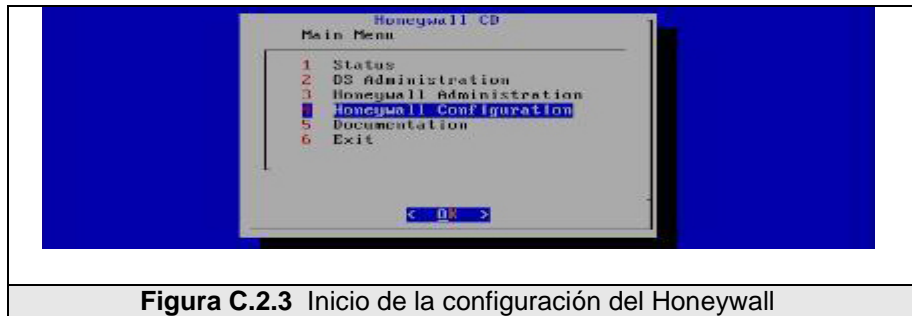 Honeywall CD
Main Menu
1 Status
2 OS Administration
3 Honeywall Administration
4 Honeywall Configuration
5 Documentation
6 Exit
< OK >
Figura C.2.3 Inicio de la configuración del Honeywall